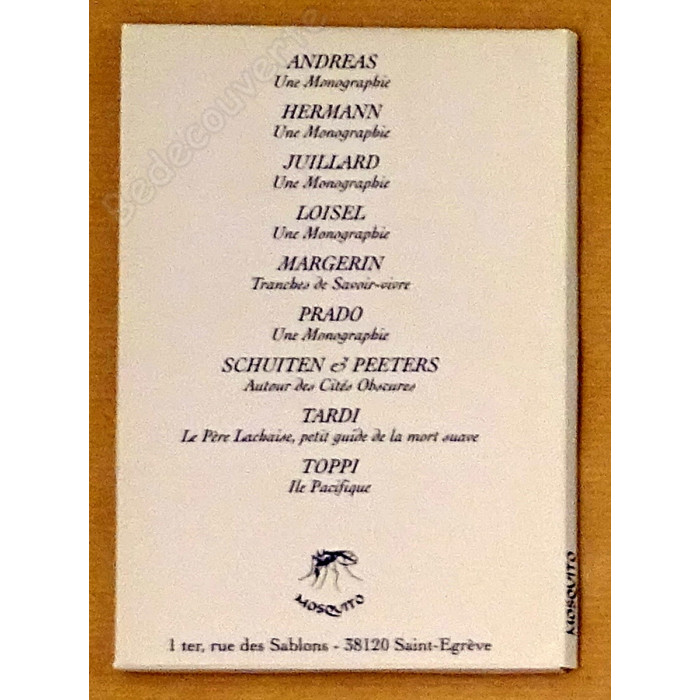 ANDREAS
Une Monographie
HERMANN
Une Monographie
JUILLARD
Une Monographie
LOISEL
Une Monographie
MARGERIN
Tranches de Savoir-vivre
PRADO
Une Monographie
SCHUITEN & PEETERS
Autour des Cités Obscures
TARDI
Le Père Lachaise, petit guide de la mort suave
TOPPI
Ile Pacifique
MOSQUITO
1 ter, rue des Sablons - 38120 Saint-Egrève
MOSQUITO
bedecouverte